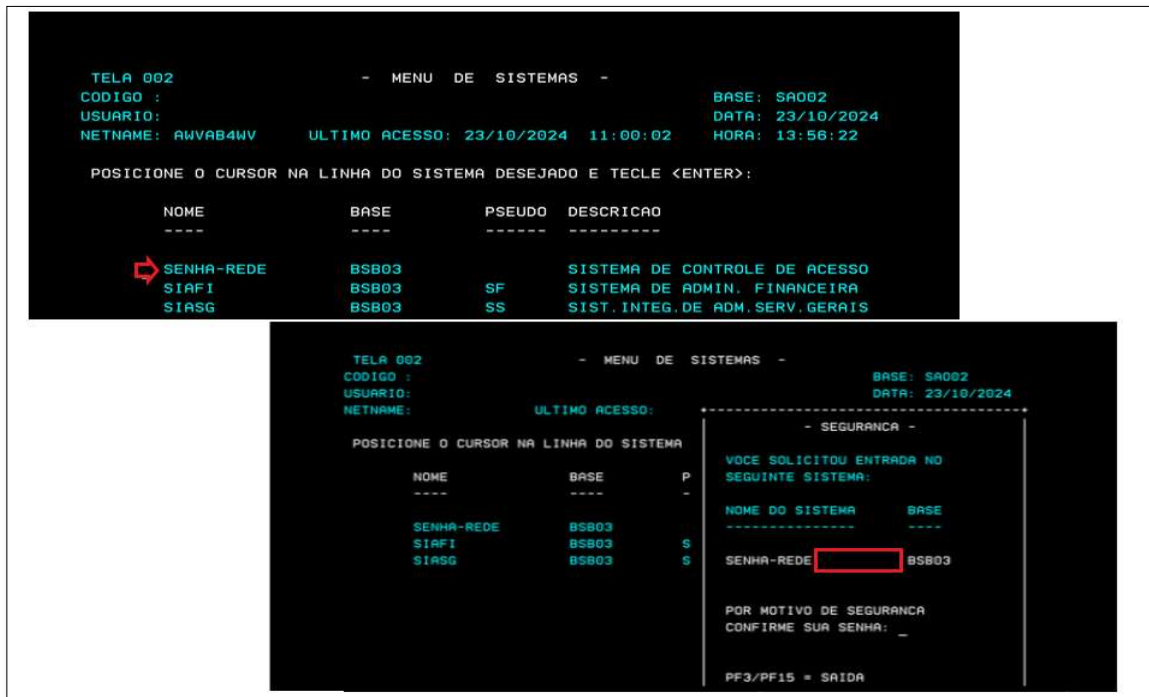 TELA 002 - MENU DE SISTEMAS -
CODIGO : BASE: SAO02
USUARIO: DATA: 23/10/2024
NETNAME: AWVAB4WV ULTIMO ACESSO: 23/10/2024 11:00:02 HORA: 13:56:22
POSICIONE O CURSOR NA LINHA DO SISTEMA DESEJADO E TECLE <ENTER>:
NOME BASE PSEUDO DESCRICAO
---- ---- ------ ---------
SENHA-REDE BSB03 SISTEMA DE CONTROLE DE ACESSO
SIAFI BSB03 SF SISTEMA DE ADMIN. FINANCEIRA
SIASG BSB03 SS SIST.INTEG.DE ADM.SERV.GERAIS
TELA 002 - MENU DE SISTEMAS -
CODIGO : BASE: SAO02
USUARIO: DATA: 23/10/2024
NETNAME: ULTIMO ACESSO:
POSICIONE O CURSOR NA LINHA DO SISTEMA
NOME BASE P
---- ---- -
SENHA-REDE BSB03
SIAFI BSB03 S
SIASG BSB03 S
- SEGURANCA -
VOCE SOLICITOU ENTRADA NO
SEGUINTE SISTEMA:
NOME DO SISTEMA BASE
--------------- ----
SENHA-REDE BSB03
POR MOTIVO DE SEGURANCA
CONFIRME SUA SENHA: _
PF3/PF15 = SAIDA